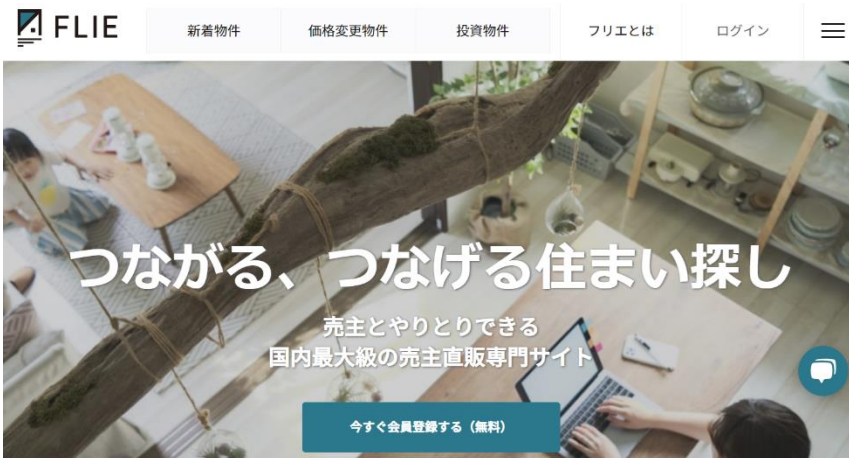 FLIE
新着物件
価格変更物件
投資物件
フリエとは
ログイン
つながる、つなげる住まい探し
売主とやりとりできる
国内最大級の売主直販専門サイト
今すぐ会員登録する（無料）